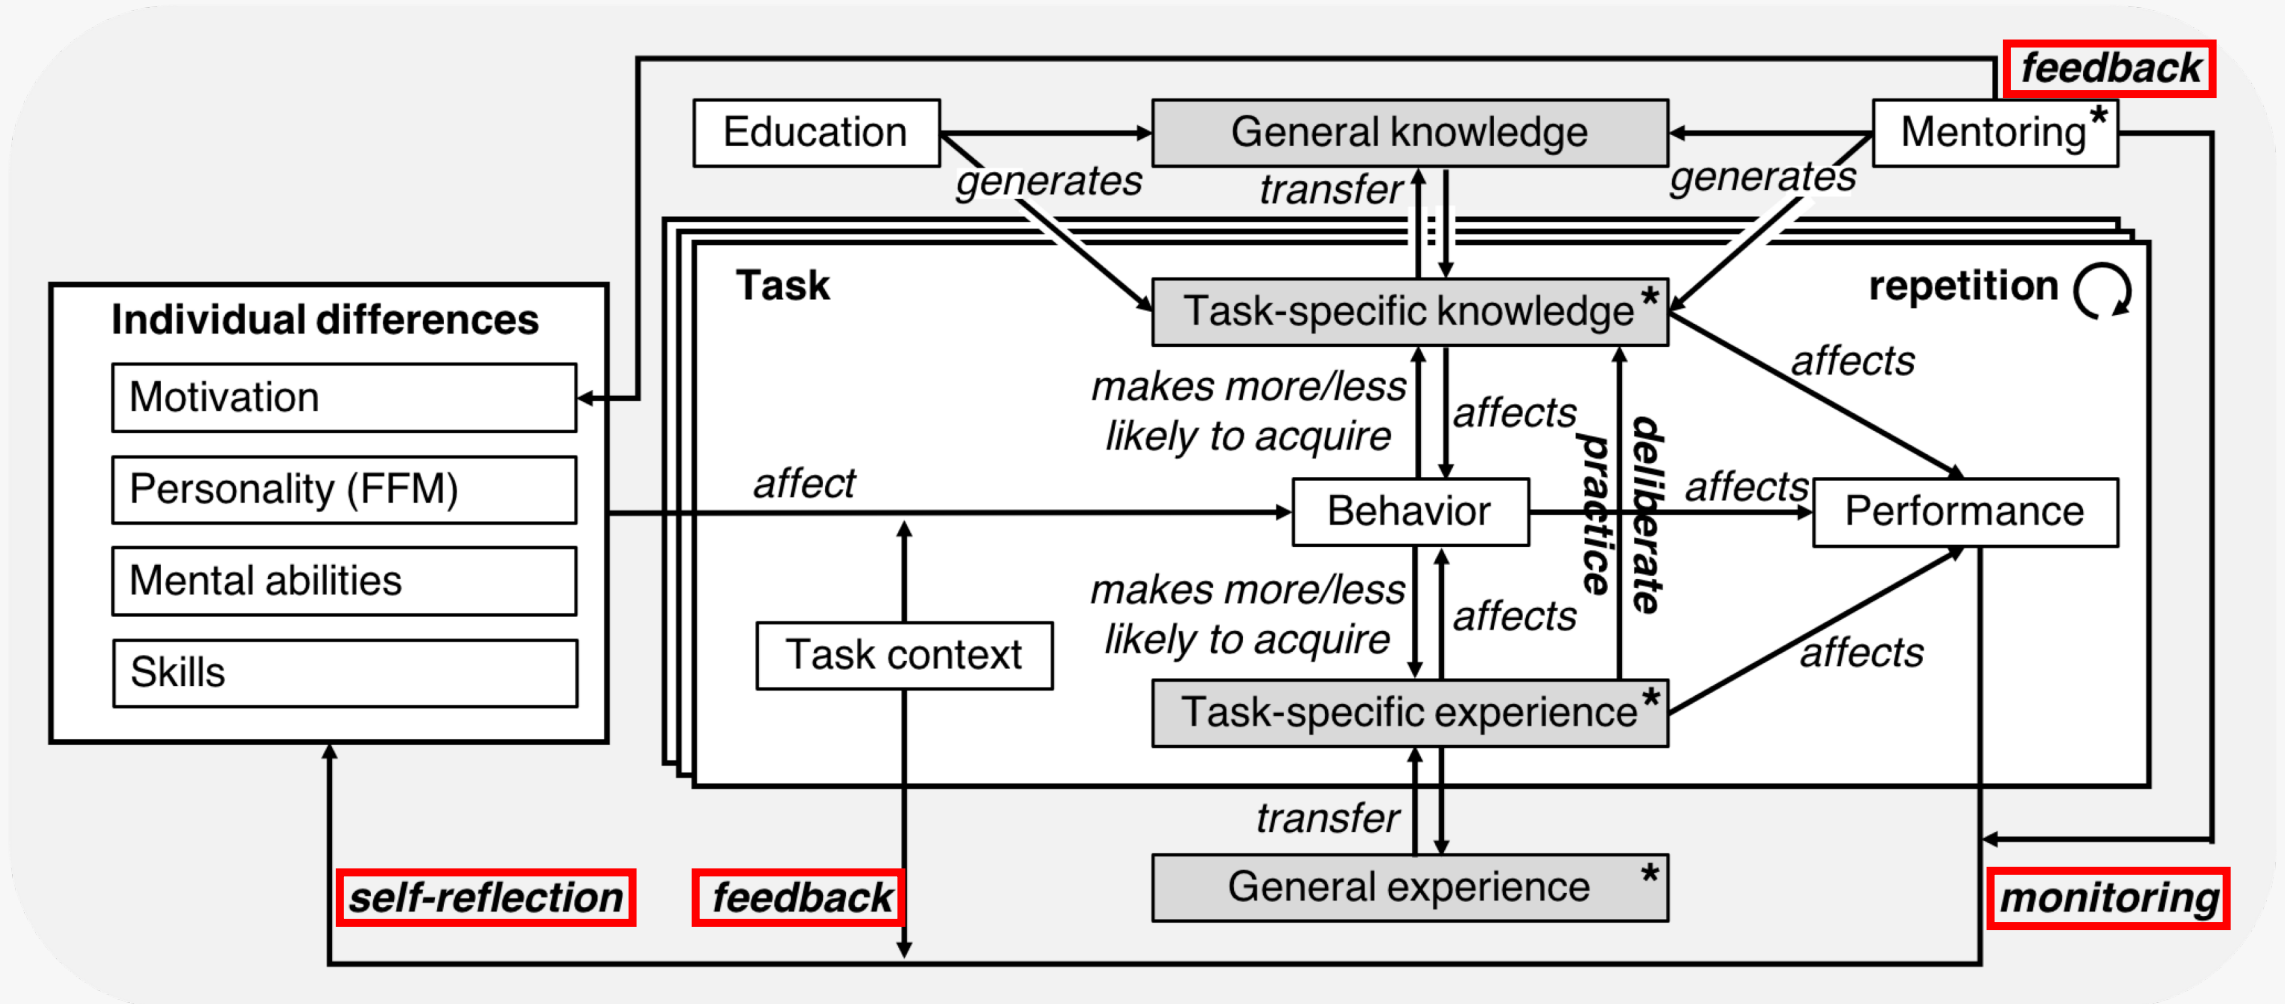 feedback
Education
General knowledge
Mentoring*
generates
transfer
generates
Task
repetition
Task-specific knowledge*
Individual differences
Motivation
Personality (FFM)
Mental abilities
Skills
makes more/less
likely to acquire
affects
affects
deliberate
practice
affect
Behavior
affects
Performance
makes more/less
likely to acquire
affects
affects
Task context
Task-specific experience*
transfer
General experience *
self-reflection
feedback
monitoring